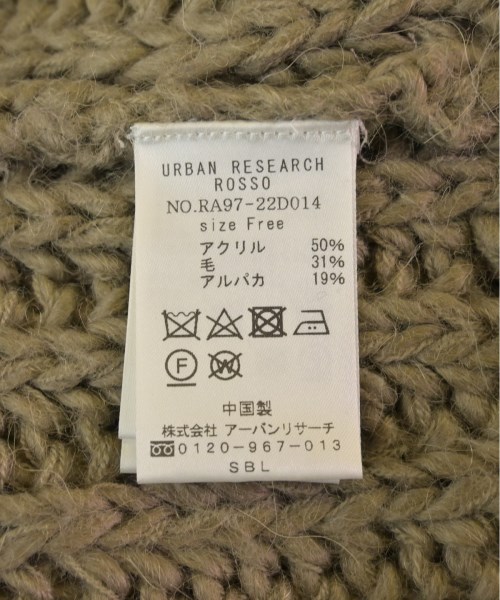 URBAN RESEARCH
ROSSO
NO.RA97-22D014
size Free
アクリル 50%
毛 31%
アルパカ 19%
F W
中国製
株式会社 アーバンリサーチ
0120-967-013
SBL